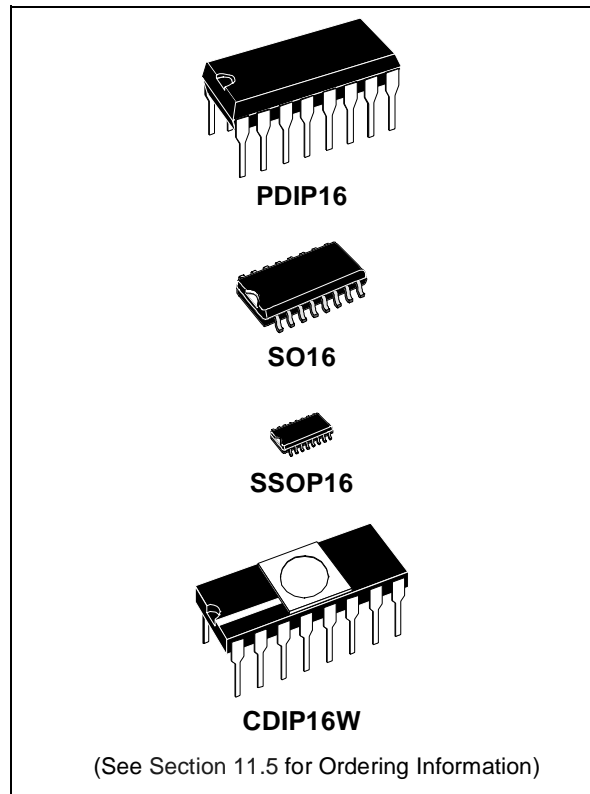 PDIP16
SO16
SSOP16
CDIP16W
(See Section 11.5 for Ordering Information)